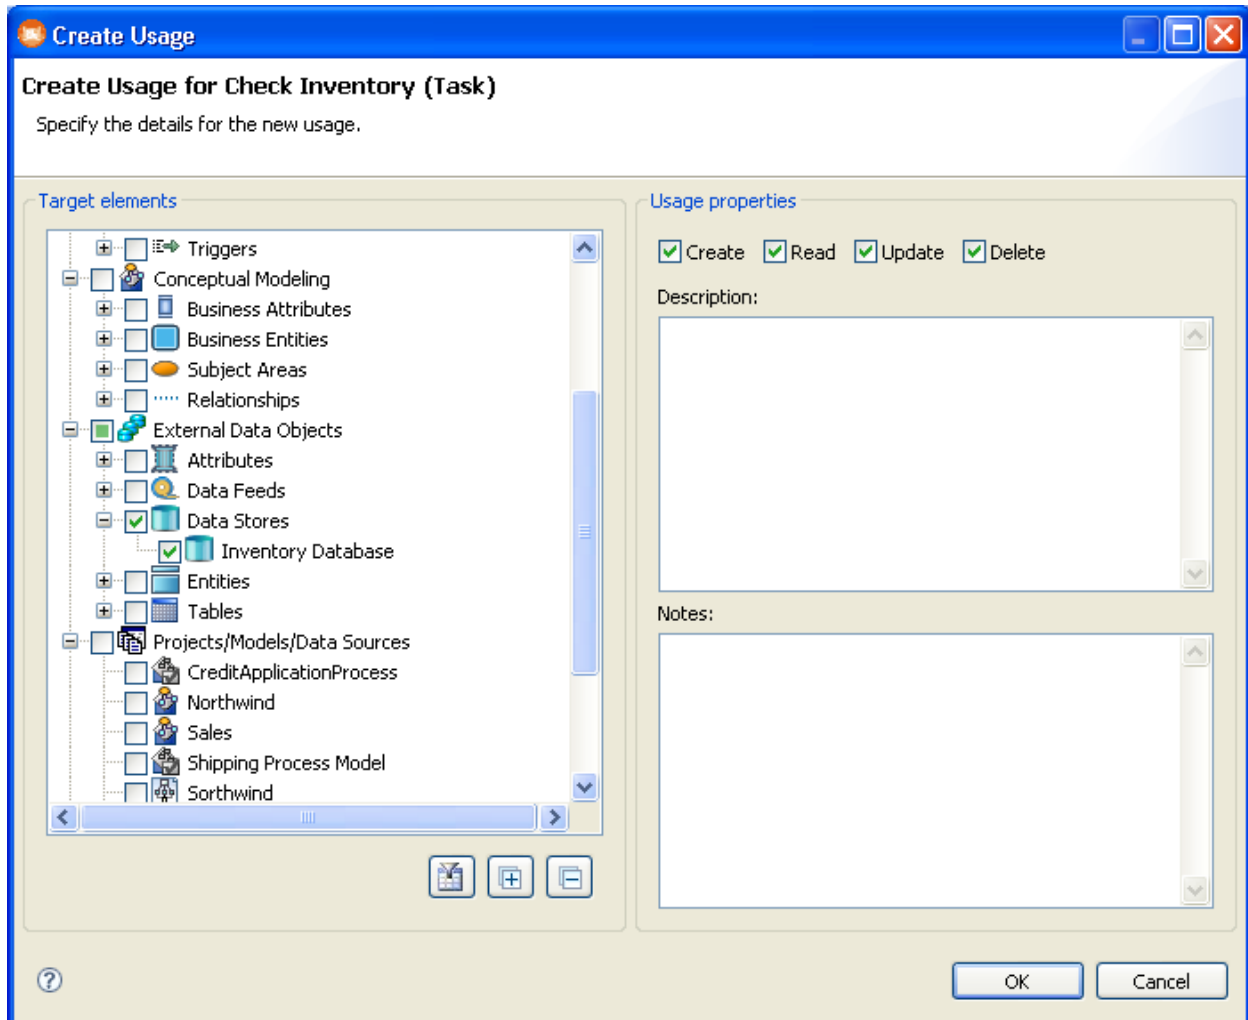 Create Usage
Create Usage for Check Inventory (Task)
Specify the details for the new usage.
Target elements
Triggers
Conceptual Modeling
Business Attributes
Business Entities
Subject Areas
Relationships
External Data Objects
Attributes
Data Feeds
Data Stores
Inventory Database
Entities
Tables
Projects/Models/Data Sources
CreditApplicationProcess
Northwind
Sales
Shipping Process Model
Sorthwind
Usage properties
Create Read Update Delete
Description:
Notes:
OK Cancel